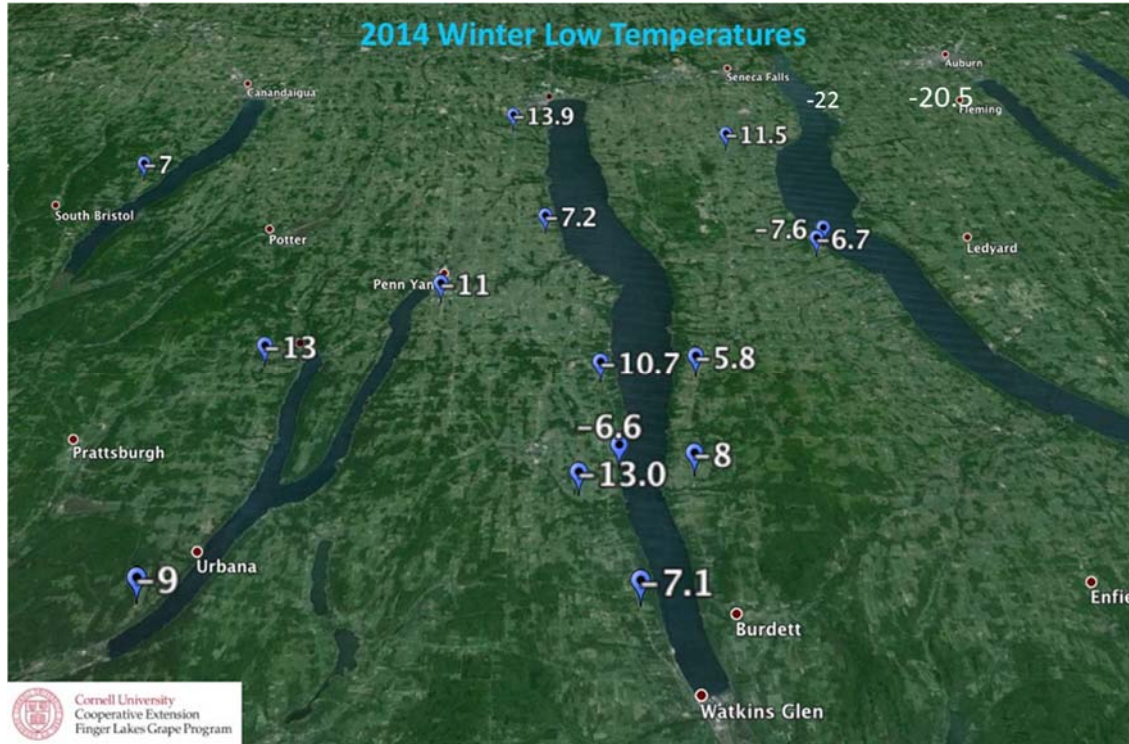 2014 Winter Low Temperatures
Auburn
Seneca Falls
Canandaigua
-22
-20.5
Fleming
-13.9
-11.5
-7
South Bristol
-7.2
Potter
-7.6
-6.7
Ledyard
Penn Yan
-11
-13
-10.7
-5.8
-6.6
Prattsburgh
-8
-13.0
Urbana
-9
-7.1
Enfie
Burdett
Watkins Glen
Cornell University
Cooperative Extension
Finger Lakes Grape Program